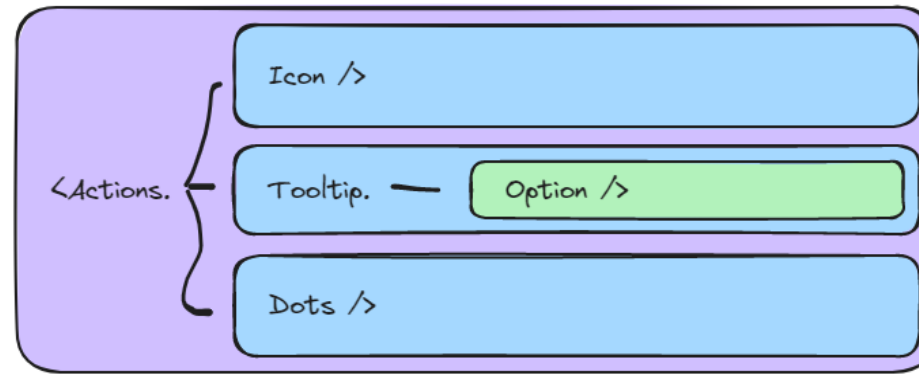 Icon />
<Actions. Tooltip. Option />
Dots />